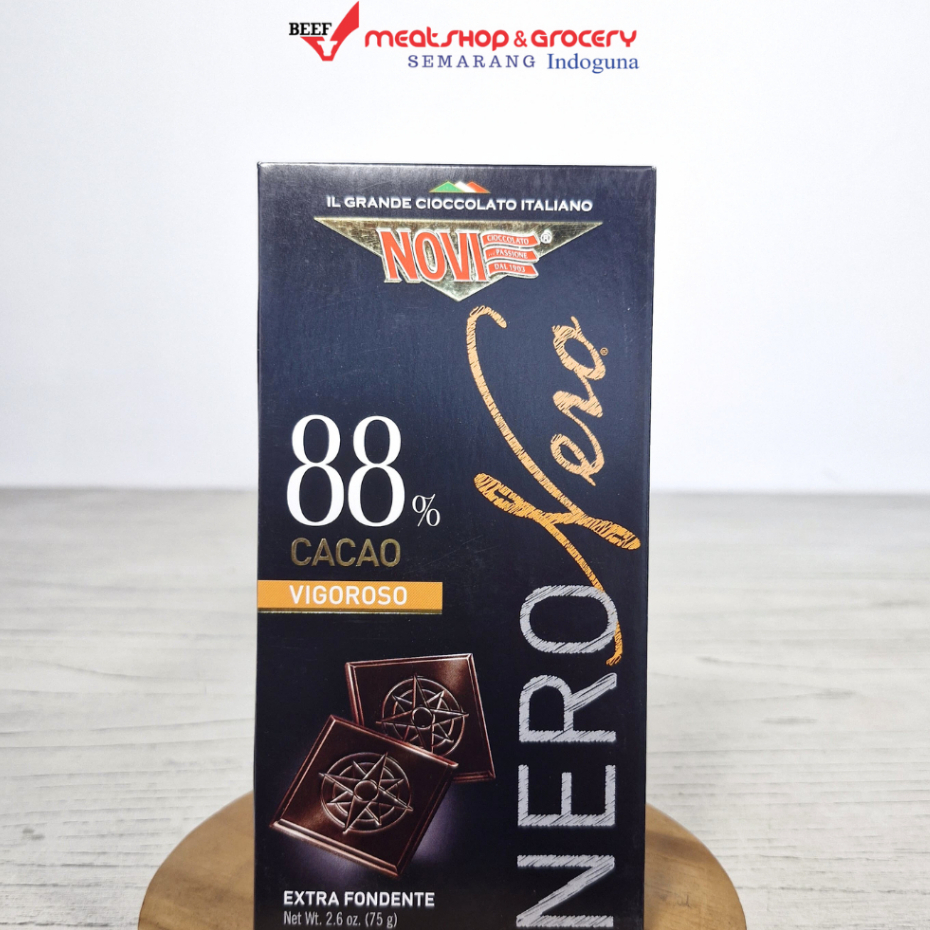 BEEF
MEATSHOP & GROCERY
SEMARANG Indoguna
IL GRANDE CIOCCOLATO ITALIANO
NOVI
CIOCCOLATO
PASSIONE
DAL 1903
®
NERO Nero®
88%
CACAO
VIGOROSO
EXTRA FONDENTE
Net Wt. 2.6 oz. (75 g)